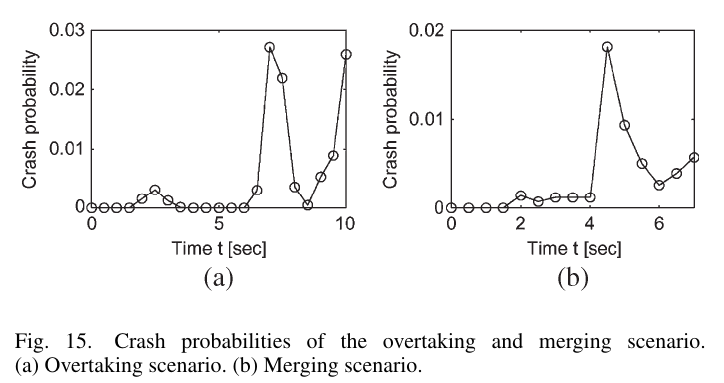 0.03
0.02
0.01
0
Crash probability
0
5
10
Time t [sec]
(a)
0.02
0.01
0
Crash probability
0
2
4
6
Time t [sec]
(b)
Fig. 15. Crash probabilities of the overtaking and merging scenario.
(a) Overtaking scenario. (b) Merging scenario.